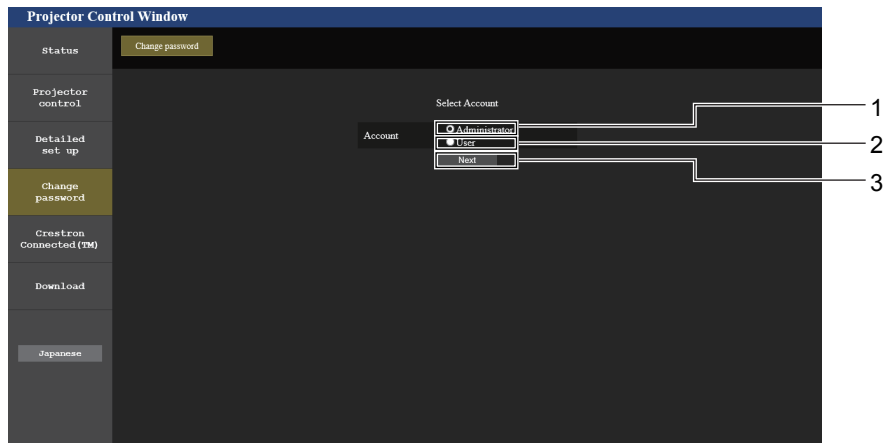 Projector Control Window
Status
Change password
Projector
control
Select Account
1
Account
Administrator
Detailed
set up
User
2
Next
3
Change
password
Crestron
Connected(TM)
Download
Japanese